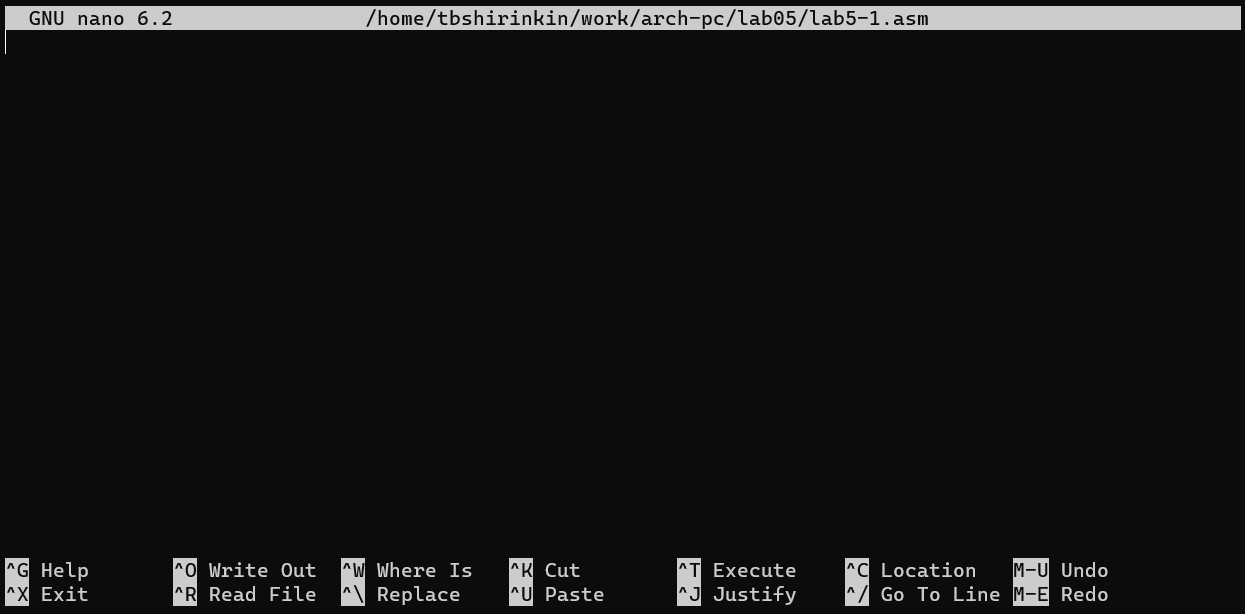 GNU nano 6.2 /home/tbshirinkin/work/arch-pc/lab05/lab5-1.asm
^G Help ^O Write Out ^W Where Is ^K Cut ^T Execute ^C Location M-U Undo
^X Exit ^R Read File ^\ Replace ^U Paste ^J Justify ^/ Go To Line M-E Redo